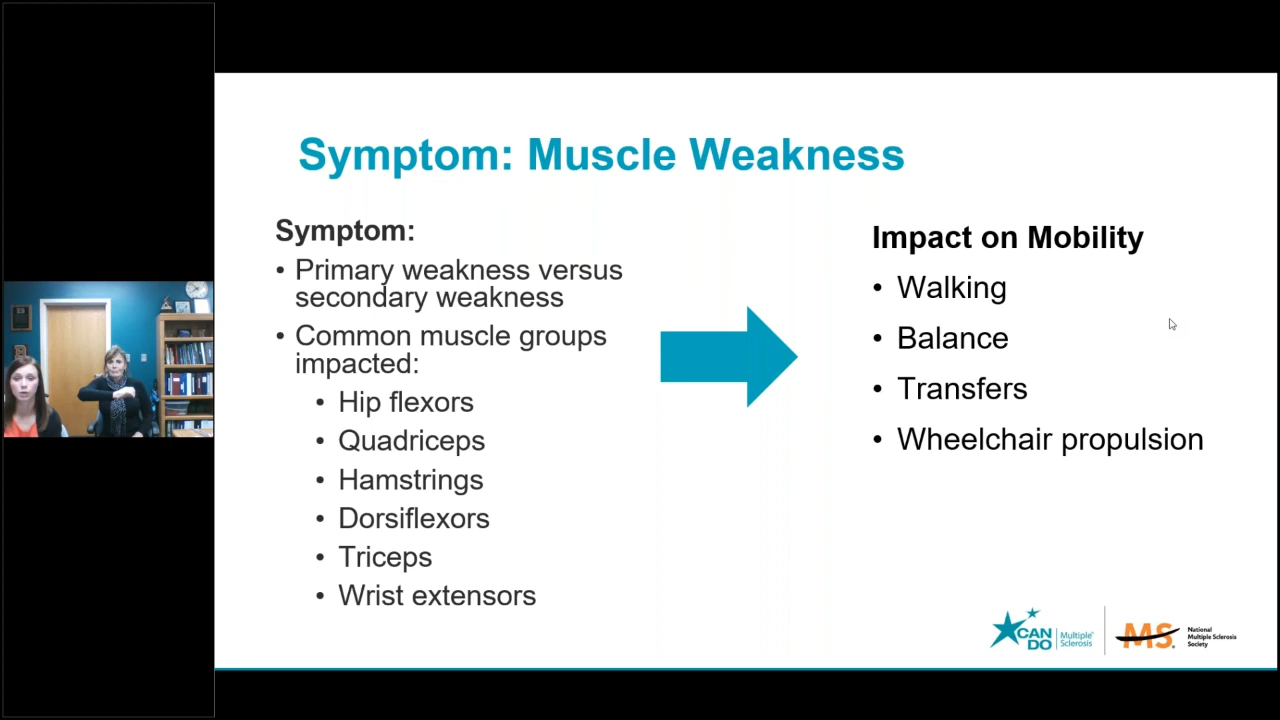 Symptom: Muscle Weakness
Symptom:
• Primary weakness versus
secondary weakness
• Common muscle groups
impacted:
• Hip flexors
• Quadriceps
• Hamstrings
• Dorsiflexors
• Triceps
• Wrist extensors
Impact on Mobility
• Walking
• Balance
• Transfers
• Wheelchair propulsion
CAN
DO
Multiple
Sclerosis
MS
National
Multiple Sclerosis
Society